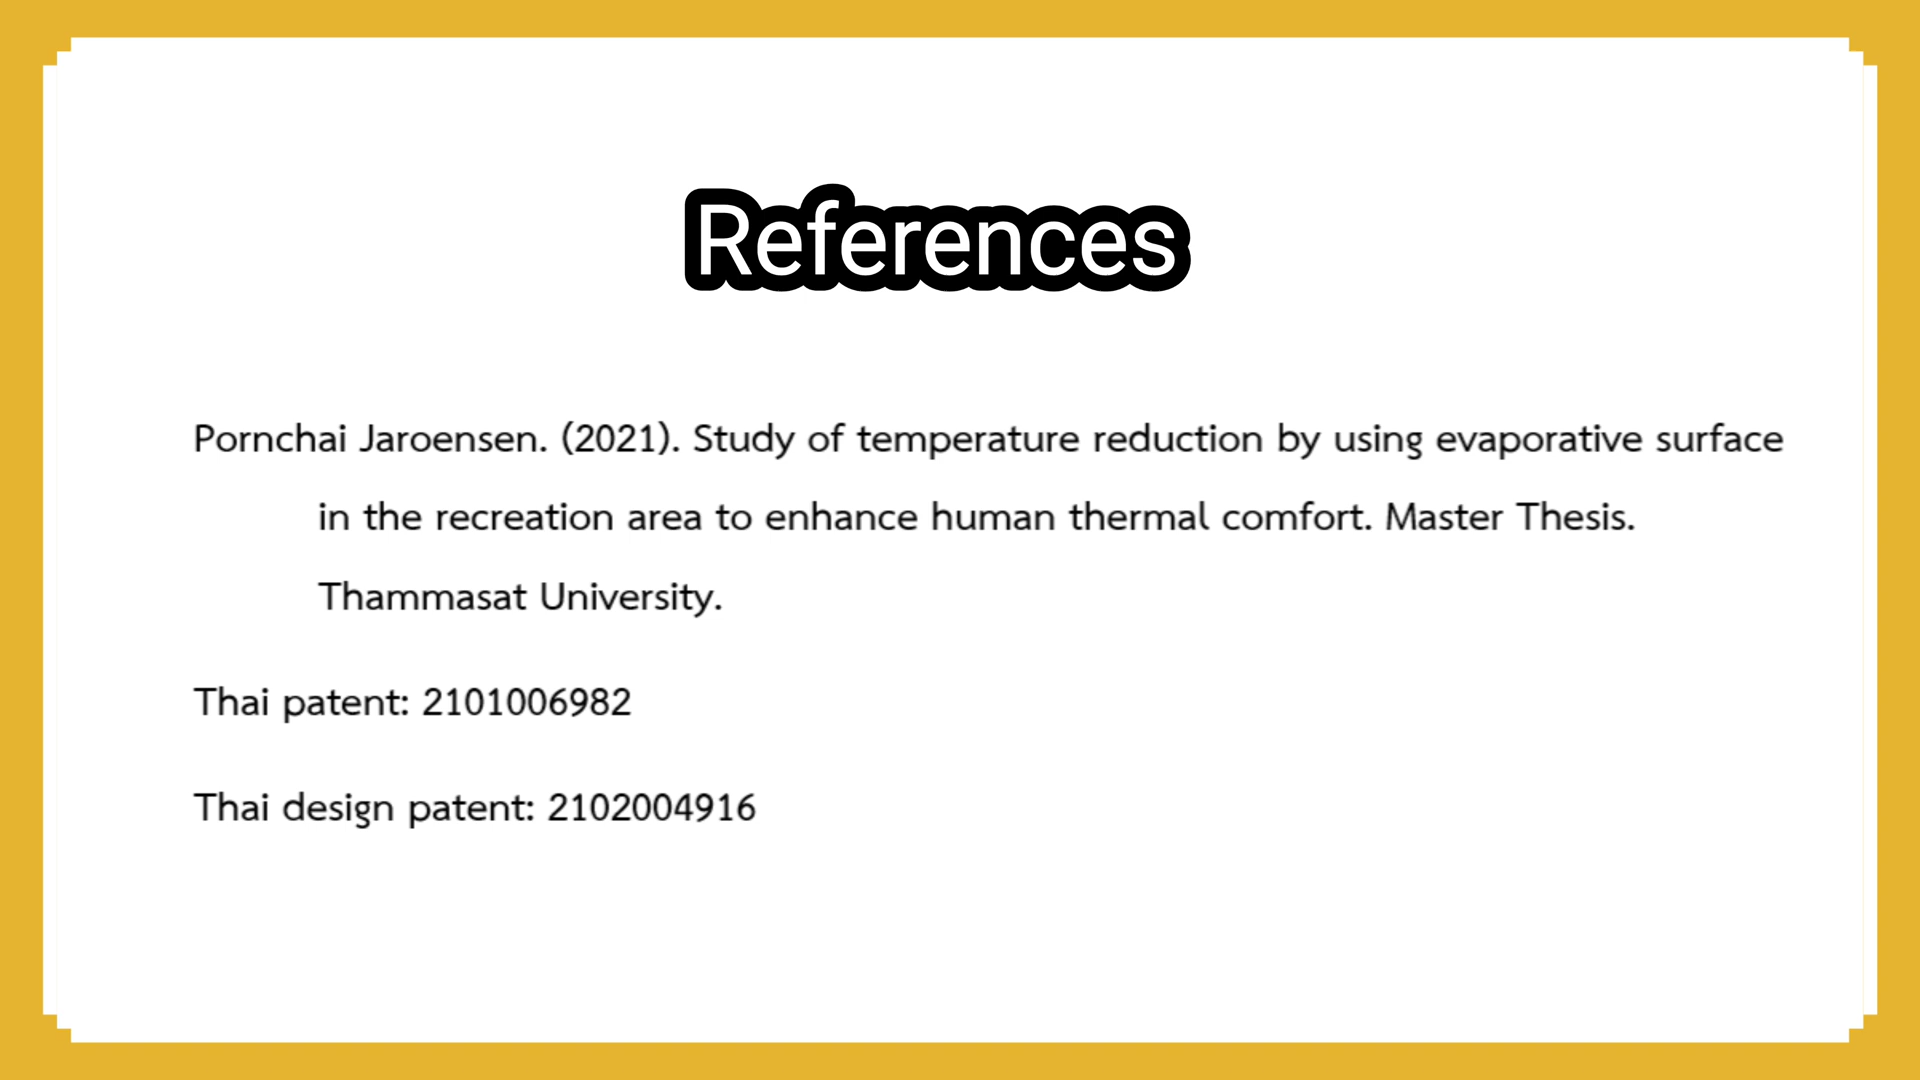 References
Pornchai Jaroensen. (2021). Study of temperature reduction by using evaporative surface
in the recreation area to enhance human thermal comfort. Master Thesis.
Thammasat University.
Thai patent: 2101006982
Thai design patent: 2102004916